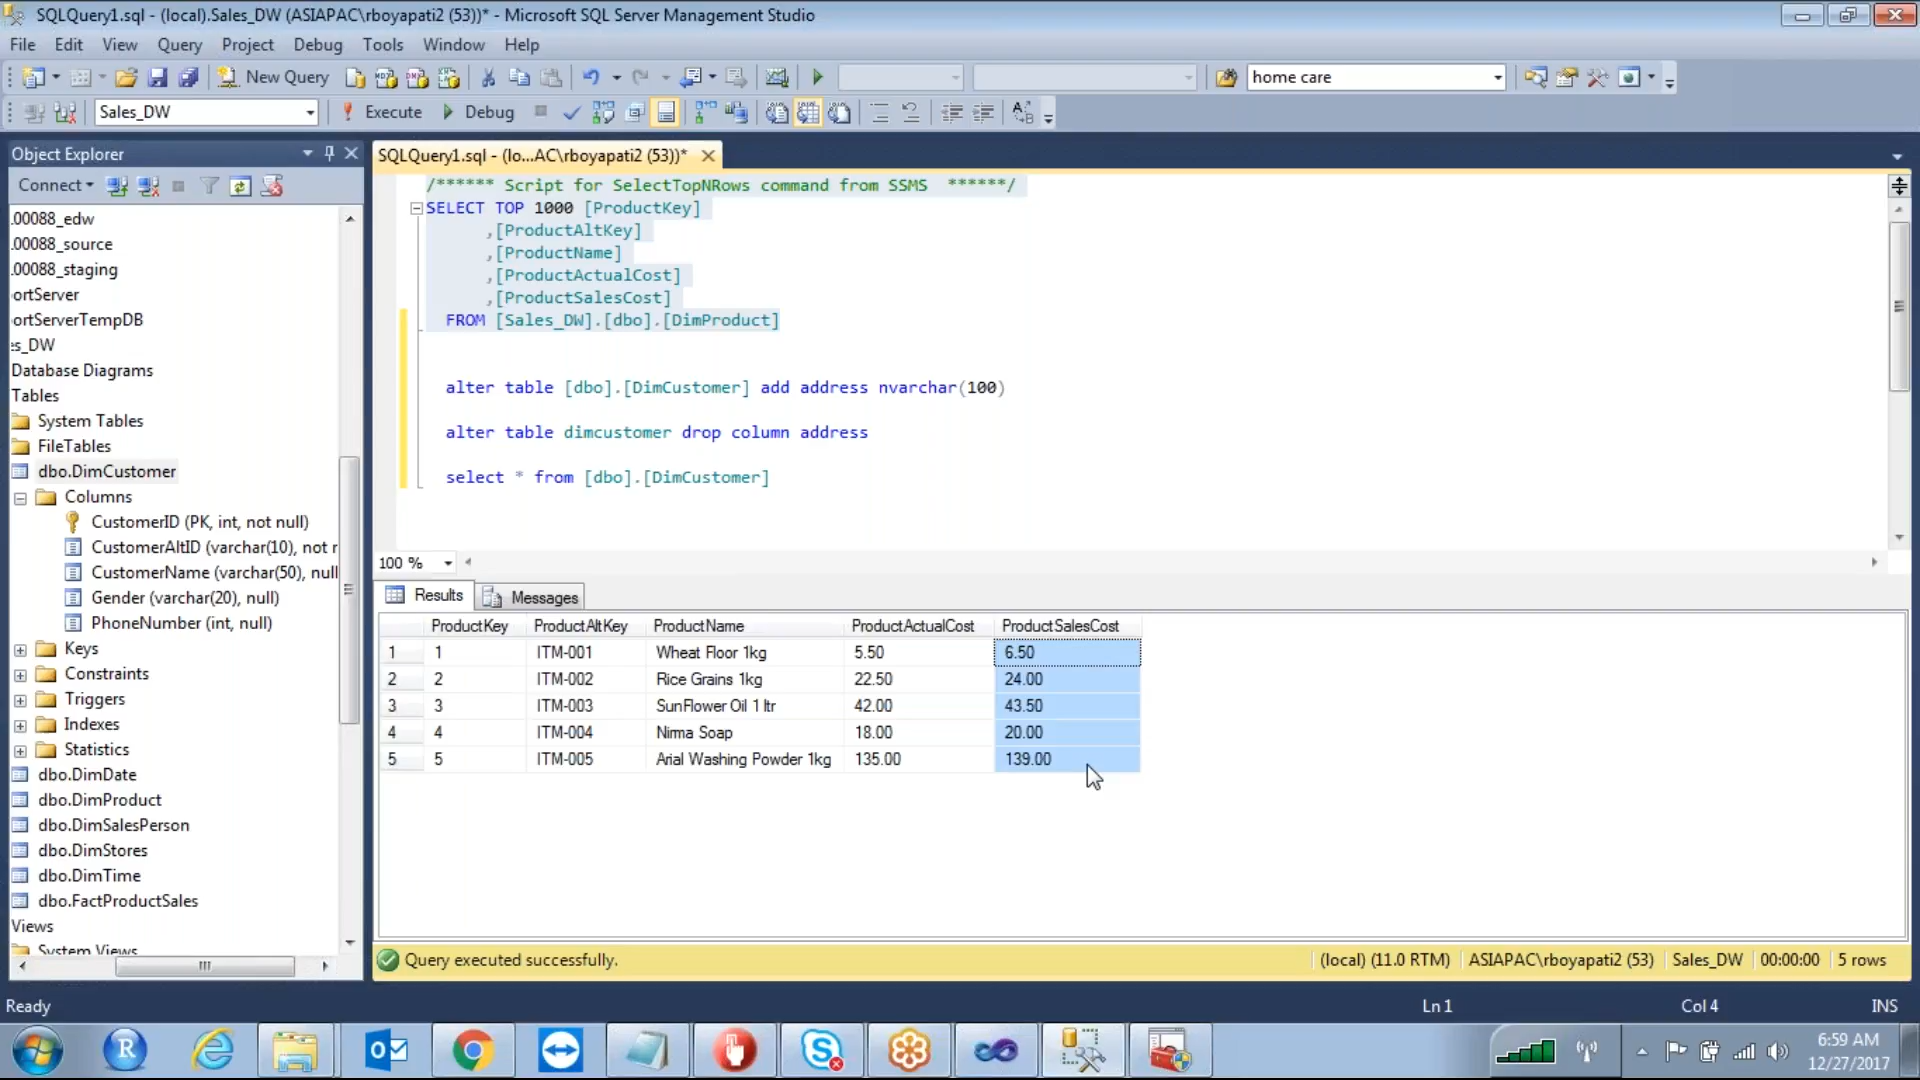 SQLQuery1.sql - (local).Sales_DW (ASIAPAC\rboyapati2 (53))* - Microsoft SQL Server Management Studio
File Edit View Query Project Debug Tools Window Help
New Query
home care
Sales_DW
Execute
Debug
Object Explorer
SQLQuery1.sql - (lo...AC\rboyapati2 (53))*
Connect
.00088_edw
.00088_source
.00088_staging
ortServer
ortServerTempDB
es_DW
Database Diagrams
Tables
System Tables
FileTables
dbo.DimCustomer
Columns
CustomerID (PK, int, not null)
CustomerAltID (varchar(10), not r
CustomerName (varchar(50), null
Gender (varchar(20), null)
PhoneNumber (int, null)
Keys
Constraints
Triggers
Indexes
Statistics
dbo.DimDate
dbo.DimProduct
dbo.DimSalesPerson
dbo.DimStores
dbo.DimTime
dbo.FactProductSales
Views
System Views
/****** Script for SelectTopNRows command from SSMS ******/
SELECT TOP 1000 [ProductKey]
,[ProductAltKey]
,[ProductName]
,[ProductActualCost]
,[ProductSalesCost]
FROM [Sales_DW].[dbo].[DimProduct]
alter table [dbo].[DimCustomer] add address nvarchar(100)
alter table dimcustomer drop column address
select * from [dbo].[DimCustomer]
100 %
Results Messages
ProductKey ProductAltKey ProductName ProductActualCost ProductSalesCost
1 1 ITM-001 Wheat Floor 1kg 5.50 6.50
2 2 ITM-002 Rice Grains 1kg 22.50 24.00
3 3 ITM-003 SunFlower Oil 1 ltr 42.00 43.50
4 4 ITM-004 Nirma Soap 18.00 20.00
5 5 ITM-005 Arial Washing Powder 1kg 135.00 139.00
Query executed successfully. (local) (11.0 RTM) ASIAPAC\rboyapati2 (53) Sales_DW 00:00:00 5 rows
Ready Ln 1 Col 4 INS
6:59 AM
12/27/2017